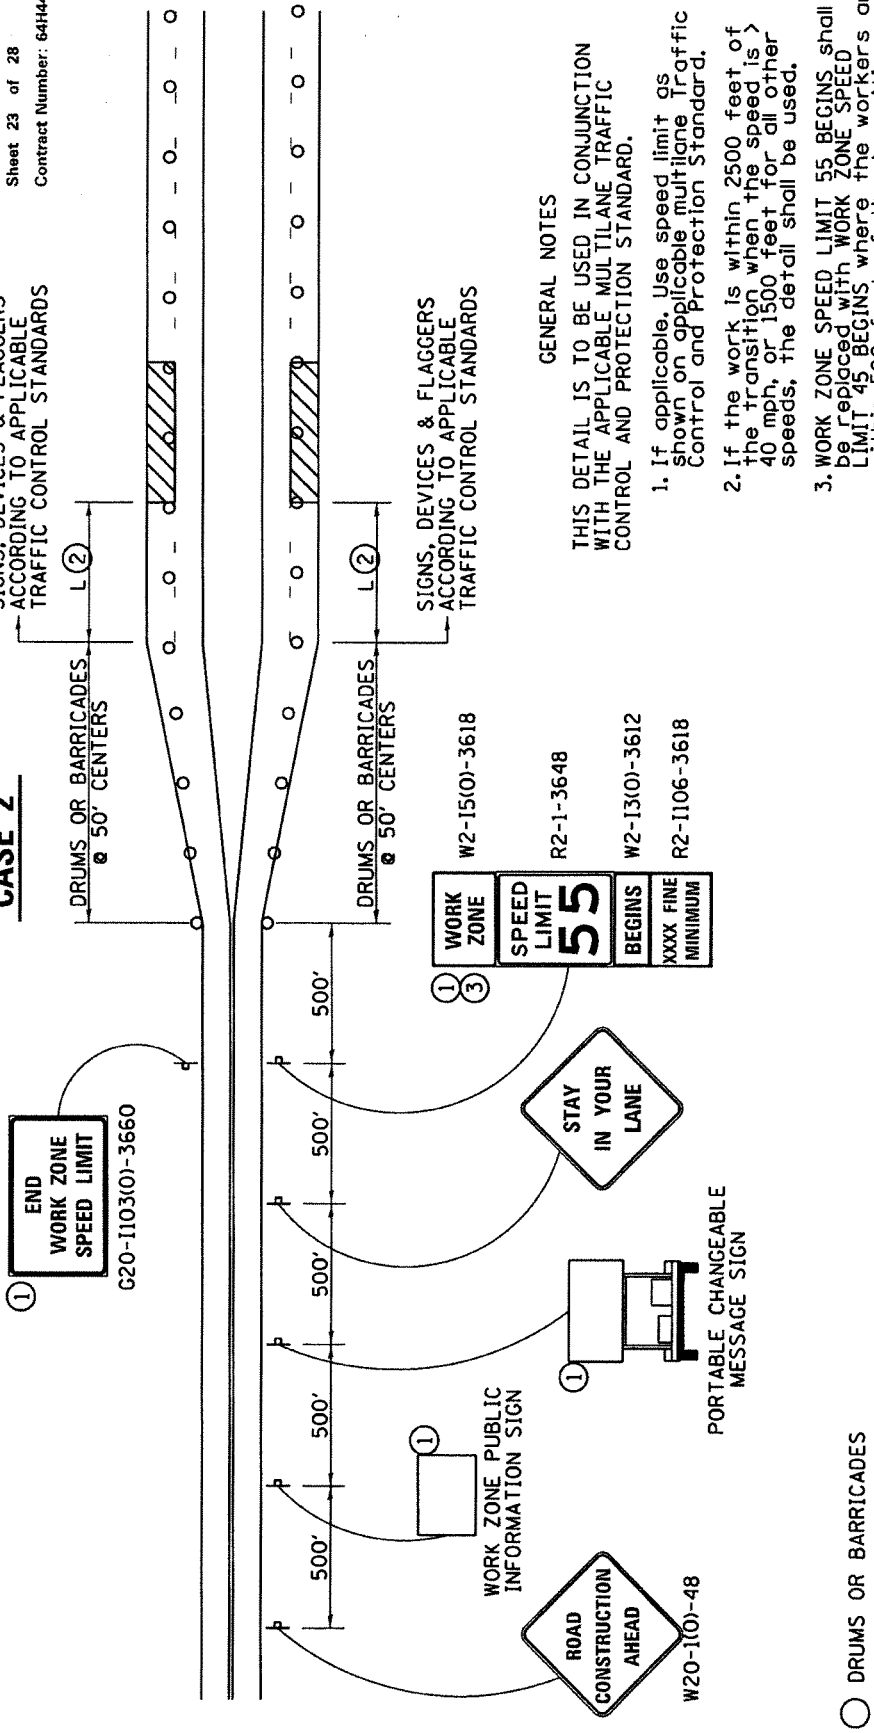 Sheet 23 of 28
Contract Number:
CASE 2
ACCORDING TO APPLICABLE
TRAFFIC CONTROL STANDARDS
DRUMS OR BARRICADES
@ 50' CENTERS
L 2
L 2
DRUMS OR BARRICADES
@ 50' CENTERS
SIGNS, DEVICES & FLAGGERS
ACCORDING TO APPLICABLE
TRAFFIC CONTROL STANDARDS
1
END
WORK ZONE
SPEED LIMIT
G20-I103(O)-3660
500'
500'
500'
500'
500'
ROAD
CONSTRUCTION
AHEAD
W20-1(O)-48
1
WORK ZONE PUBLIC
INFORMATION SIGN
1
PORTABLE CHANGEABLE
MESSAGE SIGN
STAY
IN YOUR
LANE
1
3
WORK
ZONE
SPEED
LIMIT
55
BEGINS
XXXX FINE
MINIMUM
W2-I5(O)-3618
R2-1-3648
W2-I3(O)-3612
R2-I106-3618
GENERAL NOTES
THIS DETAIL IS TO BE USED IN CONJUNCTION
WITH THE APPLICABLE MULTILANE TRAFFIC
CONTROL AND PROTECTION STANDARD.
1. If applicable. Use speed limit as
shown on applicable multilane Traffic
Control and Protection Standard.
2. If the work is within 2500 feet of
the transition when the speed is >
40 mph, or 1500 feet for all other
speeds, the detail shall be used.
3. WORK ZONE SPEED LIMIT 55 BEGINS shall
be replaced with WORK ZONE SPEED
LIMIT 45 BEGINS where the workers
DRUMS OR BARRICADES